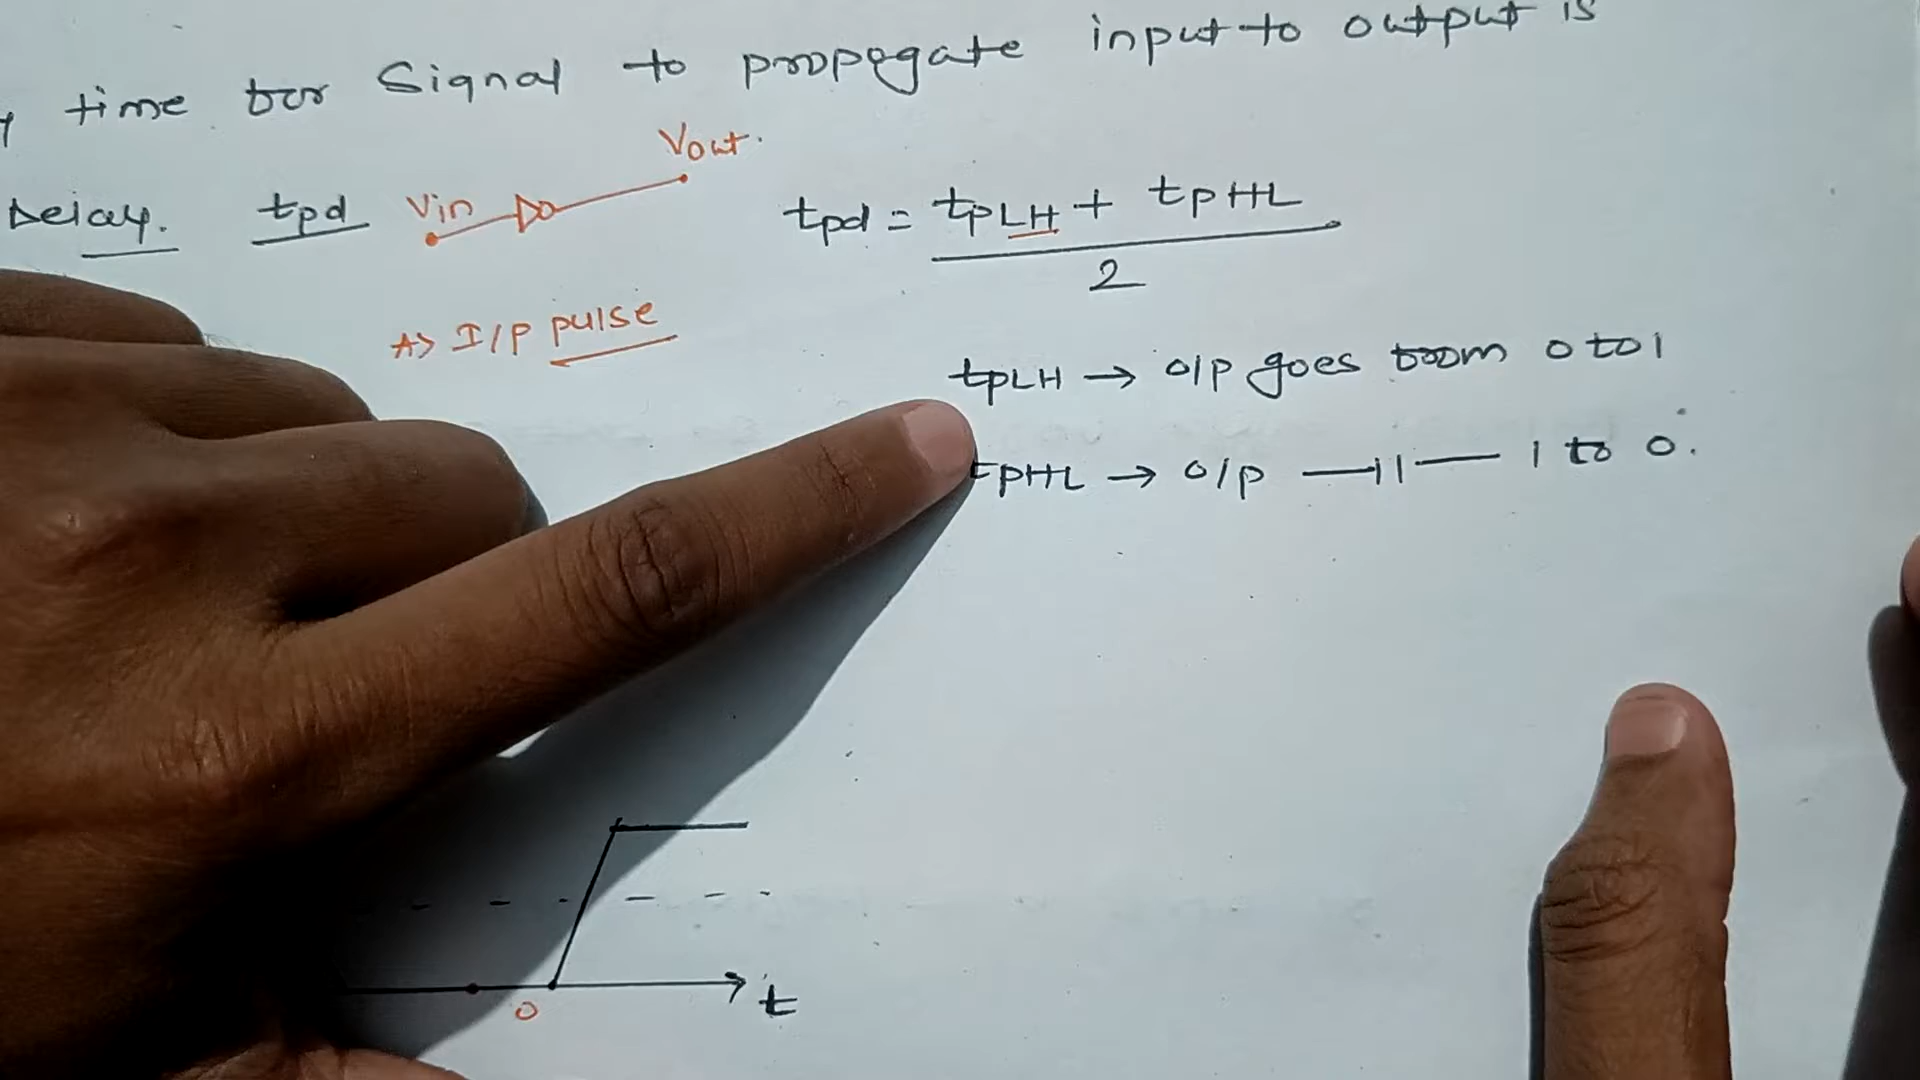 time for Signal to propegate input to output is
Delay. tpd Vin Vout.
tpd = tpLH + tpHL
2
A> I/P pulse
tpLH → o/p goes from 0 to 1
tpHL → o/p —||— 1 to 0.
0
t